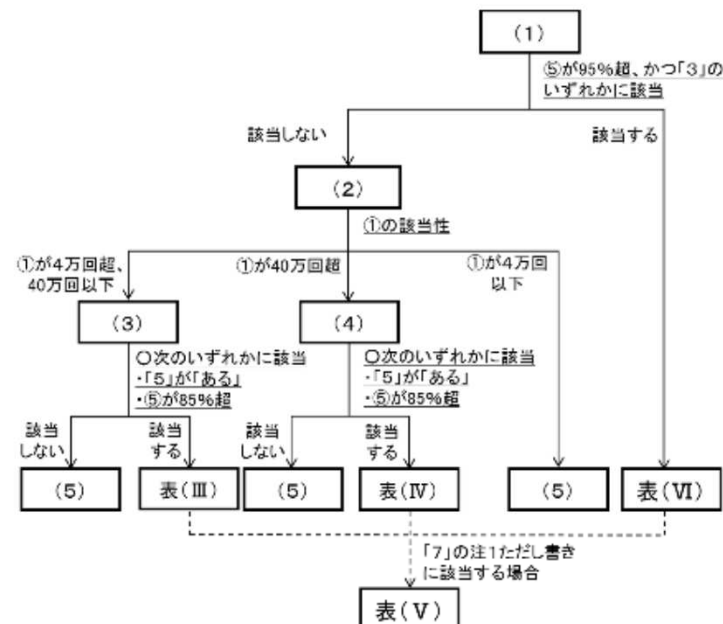 (1)
⑤が95%超、かつ「3」の
いずれかに該当
該当しない
該当する
(2)
①の該当性
①が4万回超、
40万回以下
①が40万回超
①が4万回
以下
(3)
(4)
○次のいずれかに該当
・「5」が「ある」
・⑤が85%超
○次のいずれかに該当
・「5」が「ある」
・⑤が85%超
該当
しない
該当
する
該当
しない
該当
する
(5)
表(Ⅲ)
(5)
表(Ⅳ)
(5)
表(Ⅵ)
「7」の注1ただし書き
に該当する場合
表(Ⅴ)